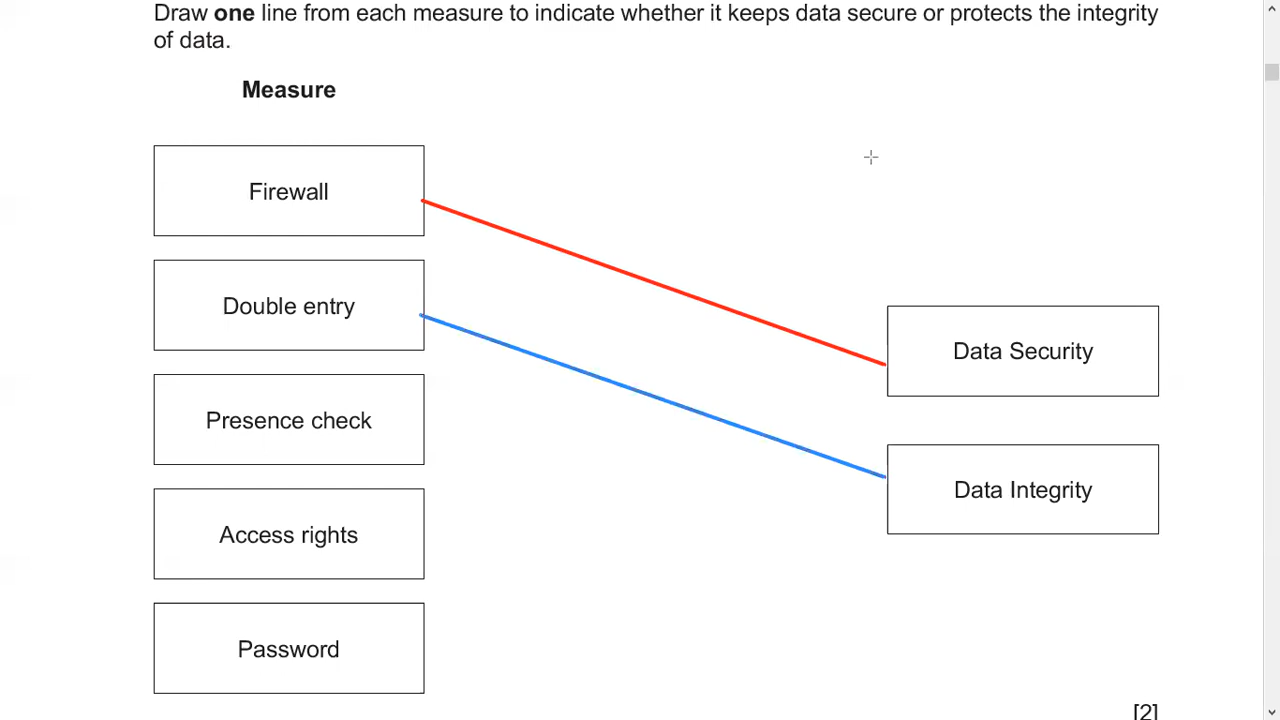 Draw one line from each measure to indicate whether it keeps data secure or protects the integrity
of data.
Measure
Firewall
Double entry
Presence check
Access rights
Password
Data Security
Data Integrity
[2]